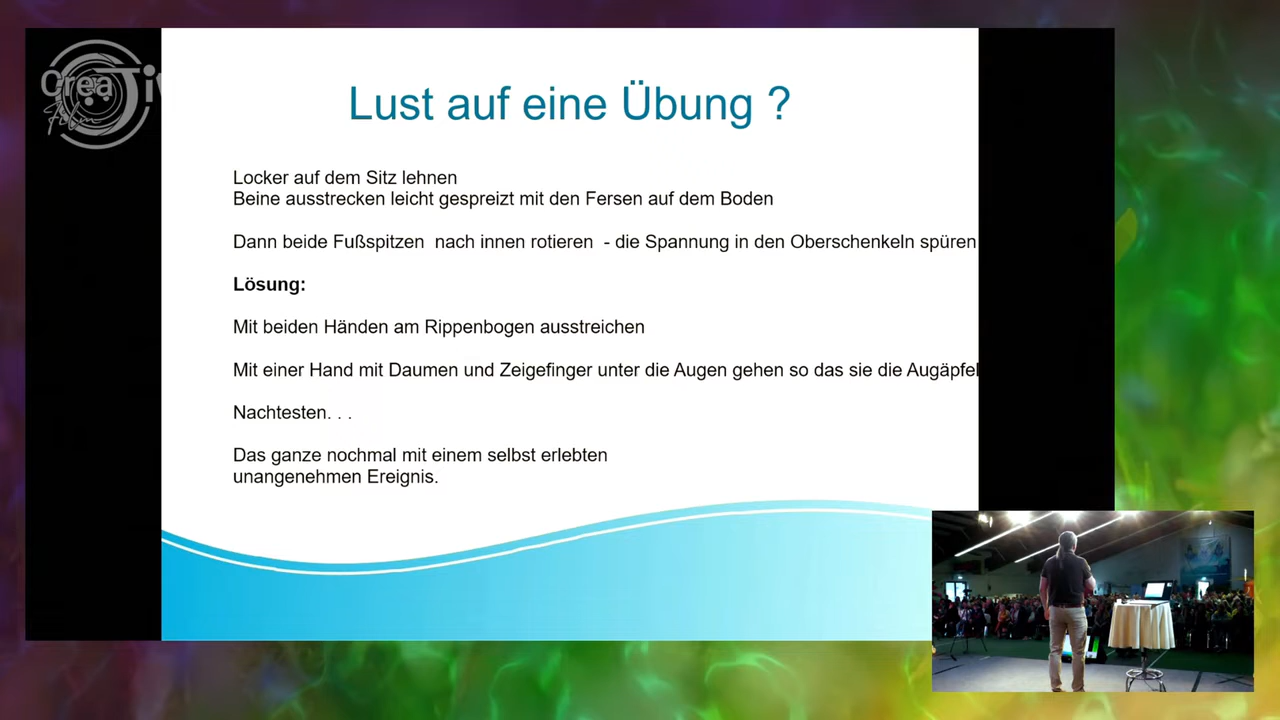 Crea
Film
Lust auf eine Übung ?
Locker auf dem Sitz lehnen
Beine ausstrecken leicht gespreizt mit den Fersen auf dem Boden
Dann beide Fußspitzen nach innen rotieren - die Spannung in den Oberschenkeln spüren
Lösung:
Mit beiden Händen am Rippenbogen ausstreichen
Mit einer Hand mit Daumen und Zeigefinger unter die Augen gehen so das sie die Augäpfel
Nachtesten. . .
Das ganze nochmal mit einem selbst erlebten
unangenehmen Ereignis.